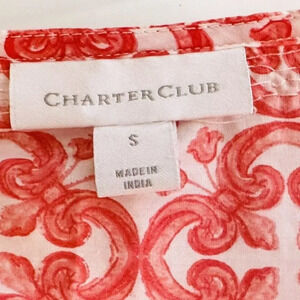 CHARTER CLUB
S
MADE IN
INDIA